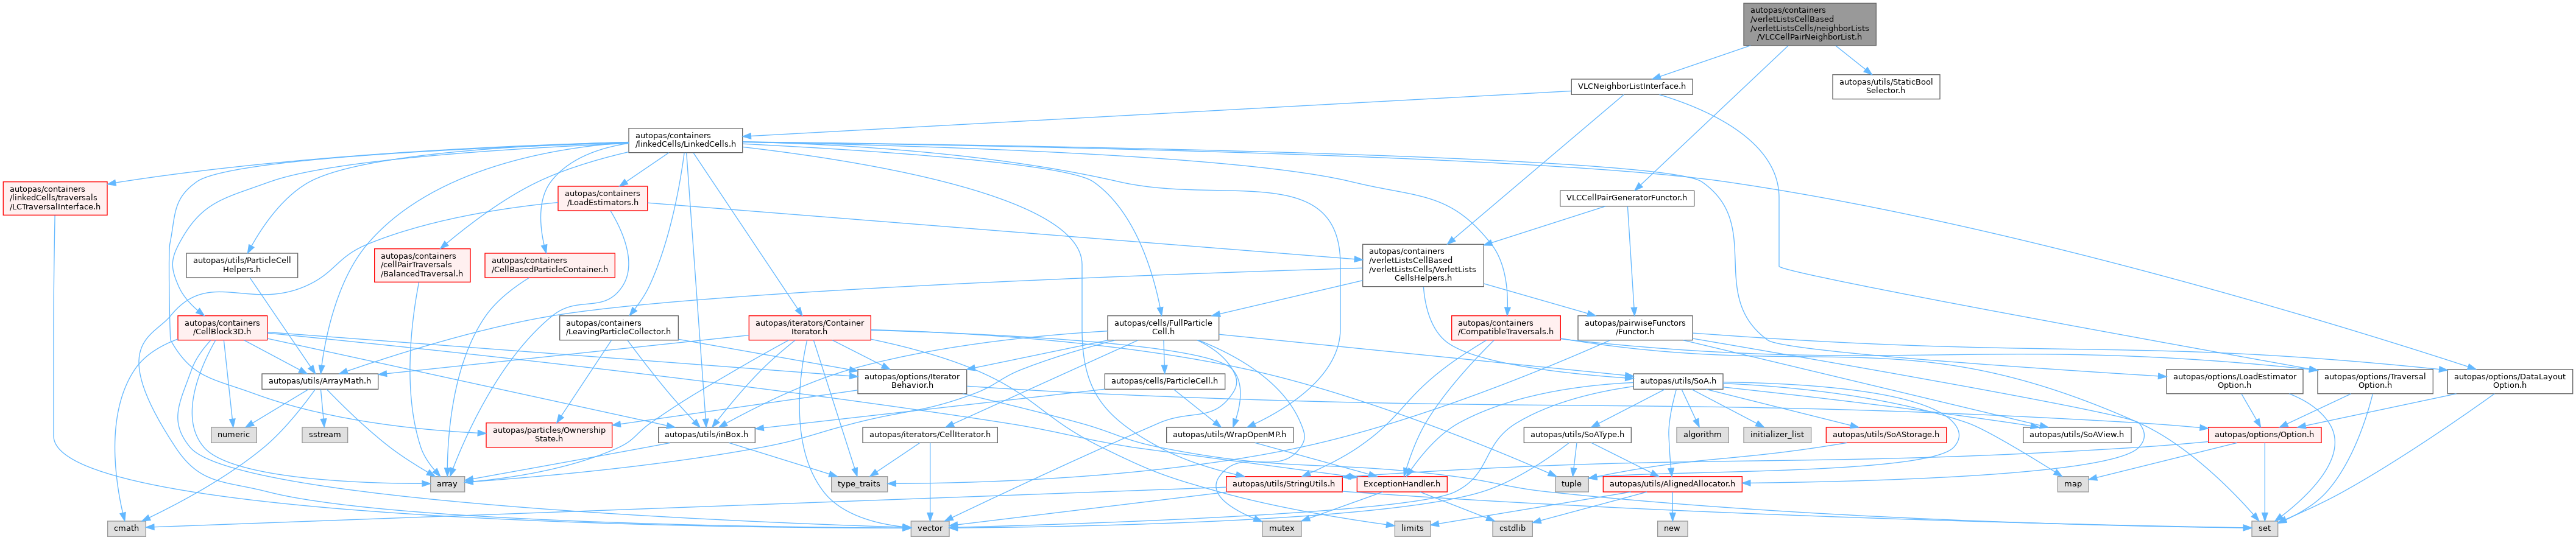 autopas/containers
/verletListsCellBased
/verletListsCells/neighborLists
/VLCCellPairNeighborList.h
VLCNeighborListInterface.h
autopas/utils/StaticBool
Selector.h
autopas/containers
/linkedCells/LinkedCells.h
autopas/containers
/linkedCells/traversals
/LCTraversalInterface.h
autopas/containers
/LoadEstimators.h
VLCCellPairGeneratorFunctor.h
autopas/utils/ParticleCell
Helpers.h
autopas/containers
/cellPairTraversals
/BalancedTraversal.h
autopas/containers
/CellBasedParticleContainer.h
autopas/containers
/verletListsCellBased
/verletListsCells/VerletLists
CellsHelpers.h
autopas/containers
/CellBlock3D.h
autopas/containers
/LeavingParticleCollector.h
autopas/iterators/Container
Iterator.h
autopas/cells/FullParticle
Cell.h
autopas/containers
/CompatibleTraversals.h
autopas/pairwiseFunctors
/Functor.h
autopas/utils/ArrayMath.h
autopas/options/Iterator
Behavior.h
autopas/cells/ParticleCell.h
autopas/utils/SoA.h
autopas/options/LoadEstimator
Option.h
autopas/options/Traversal
Option.h
autopas/options/DataLayout
Option.h
numeric
sstream
autopas/particles/Ownership
State.h
autopas/utils/inBox.h
autopas/iterators/CellIterator.h
autopas/utils/WrapOpenMP.h
autopas/utils/SoAType.h
algorithm
initializer_list
autopas/utils/SoAStorage.h
autopas/utils/SoAView.h
autopas/options/Option.h
array
type_traits
autopas/utils/StringUtils.h
ExceptionHandler.h
tuple
autopas/utils/AlignedAllocator.h
map
cmath
vector
mutex
limits
cstdlib
new
set